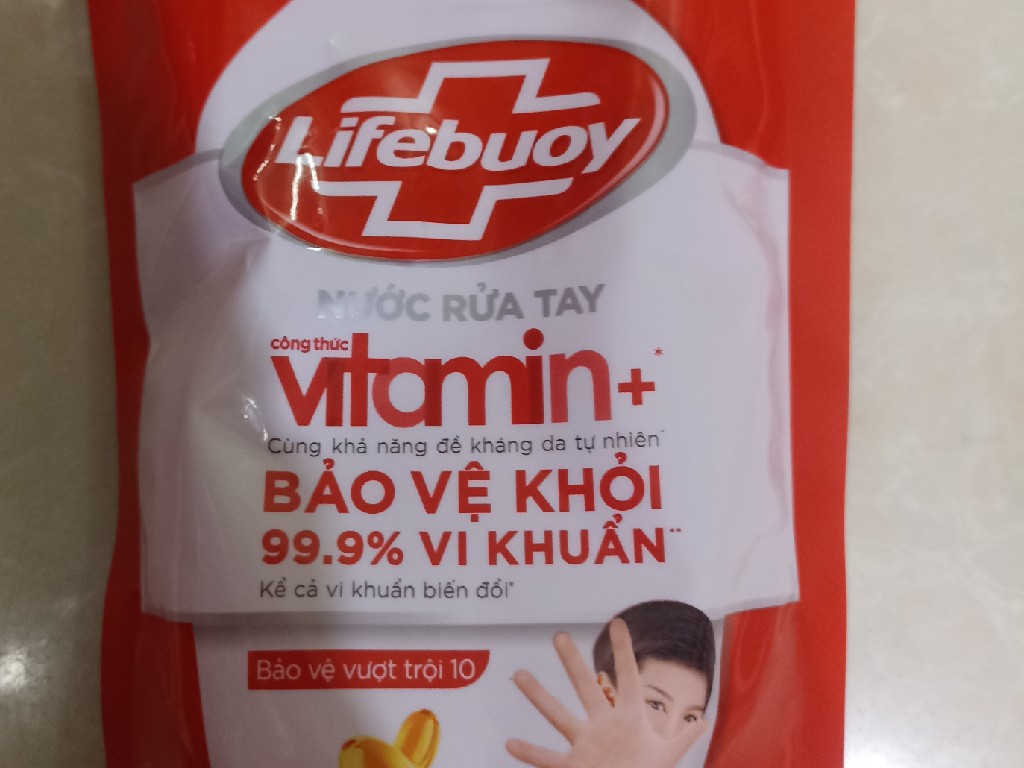 Lifebuoy
NƯỚC RỬA TAY
công thức
vitamin+*
Cùng khả năng đề kháng da tự nhiên^
BẢO VỆ KHỎI
99.9% VI KHUẨN**
Kể cả vi khuẩn biến đổi*
Bảo vệ vượt trội 10